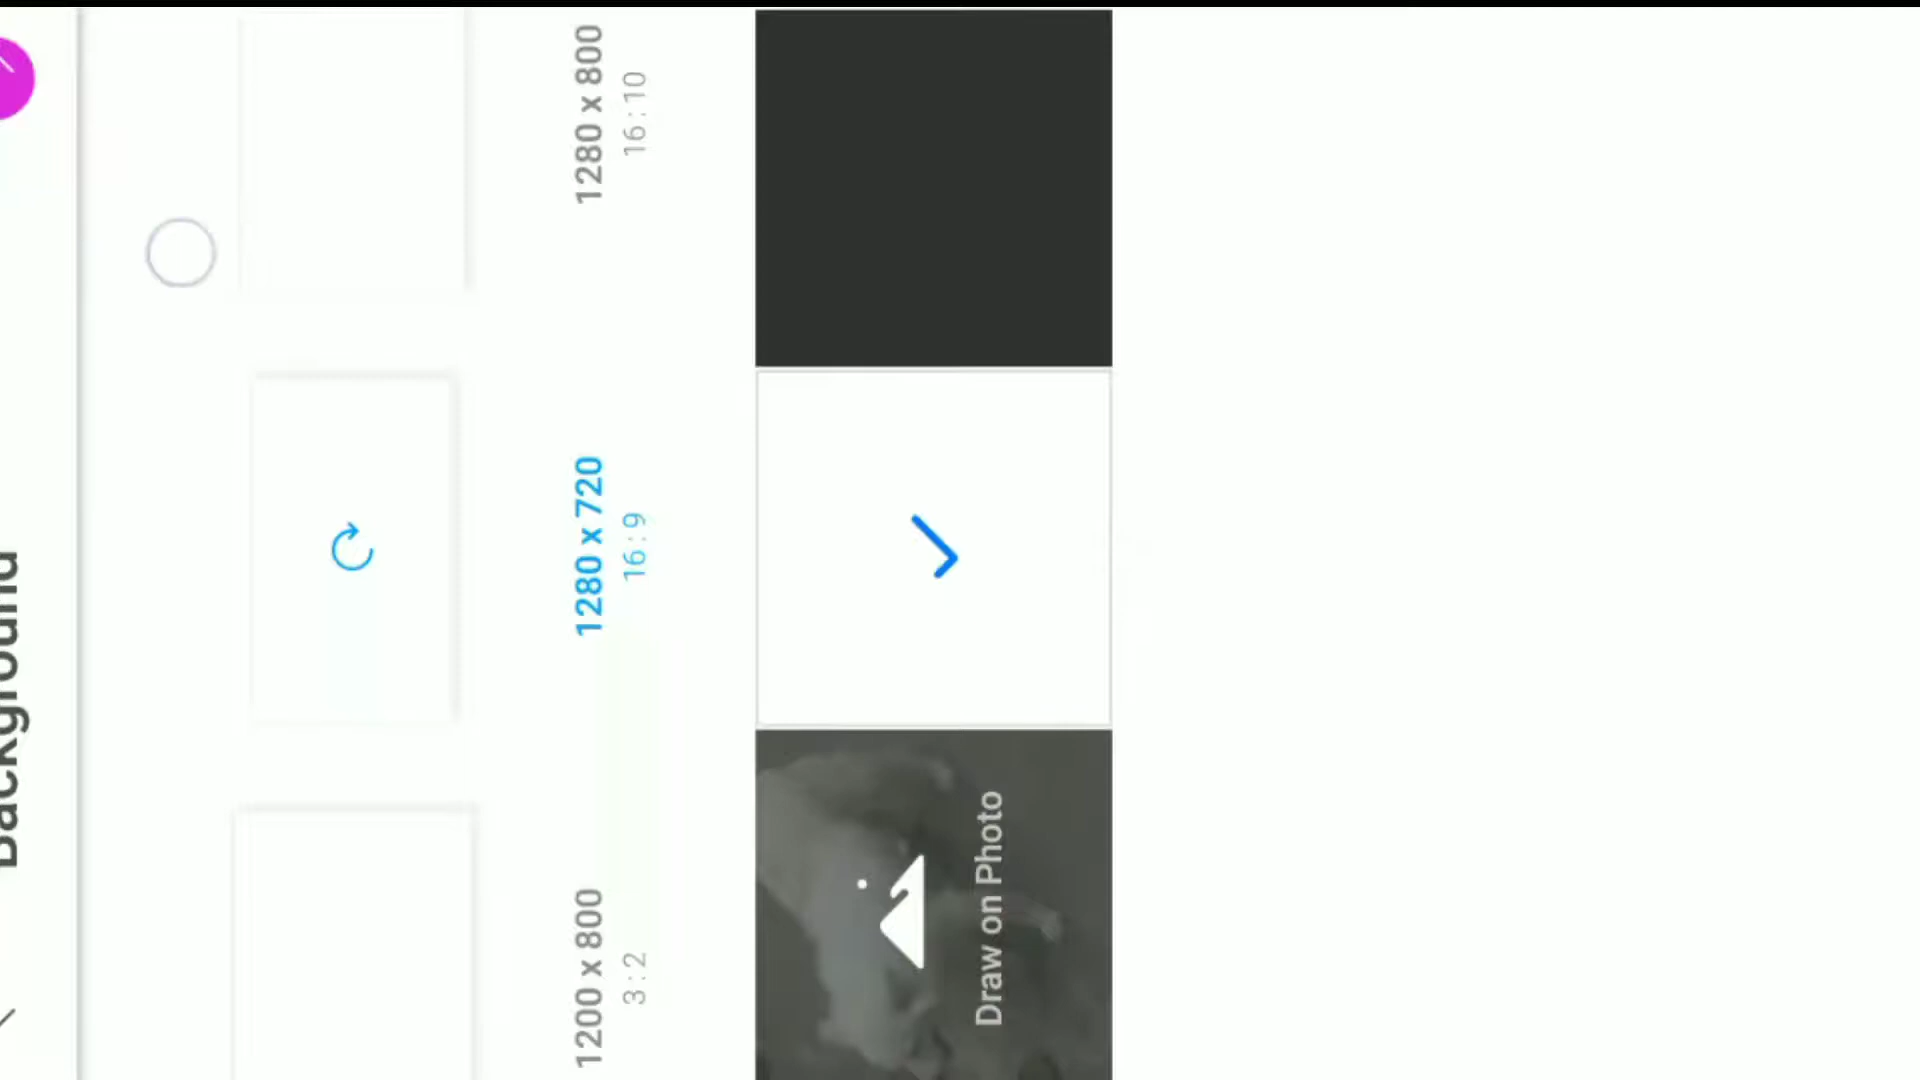 Background
1200 x 800
3 : 2
1280 x 720
16 : 9
1280 x 800
16 : 10
Draw on Photo